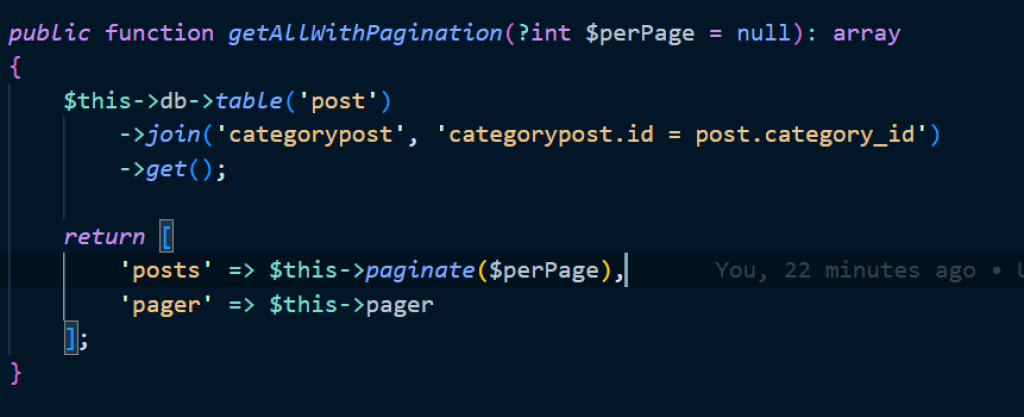 public function getAllWithPagination(?int $perPage = null): array
{
$this->db->table('post')
->join('categorypost', 'categorypost.id = post.category_id')
->get();
return [
'posts' => $this->paginate($perPage), You, 22 minutes ago •
'pager' => $this->pager
];
}